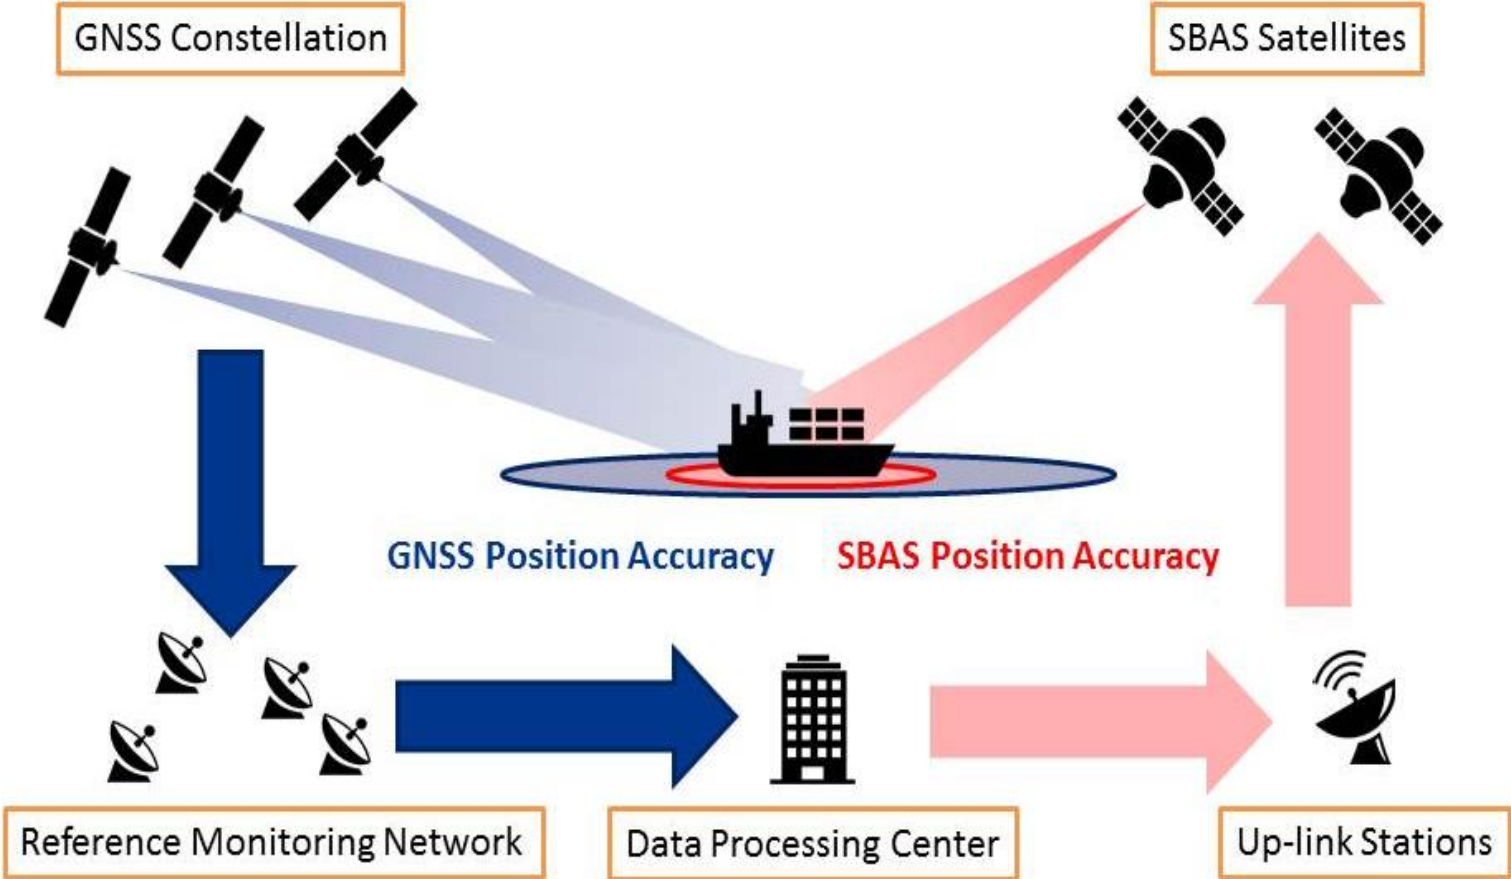 GNSS Constellation
SBAS Satellites
GNSS Position Accuracy
SBAS Position Accuracy
Reference Monitoring Network
Data Processing Center
Up-link Stations